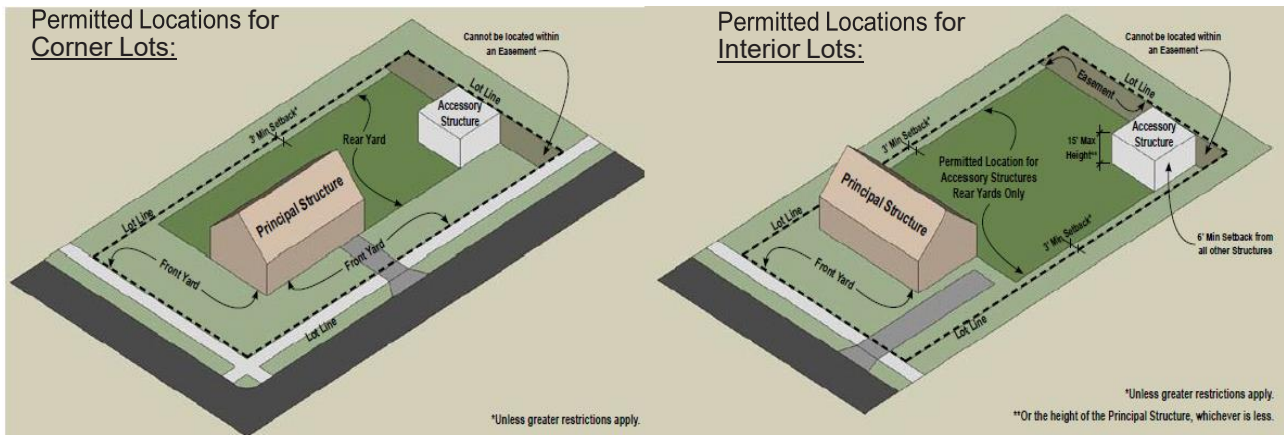 Permitted Locations for
Corner Lots:
Cannot be located within
an Easement
Lot Line
Accessory
Structure
3' Min Setback*
Rear Yard
Principal Structure
Lot Line
Front Yard
Front Yard
Lot Line
*Unless greater restrictions apply.
Permitted Locations for
Interior Lots:
Cannot be located within
an Easement
Lot Line
Easement
Accessory
Structure
15' Max
Height**
3' Min Setback*
Permitted Location for
Accessory Structures
Rear Yards Only
Principal Structure
Lot Line
3' Min Setback*
6' Min Setback from
all other Structurea
Front Yard
Lot Line
*Unless greater restrictions apply.
**Or the height of the Principal Structure, whichever is less.